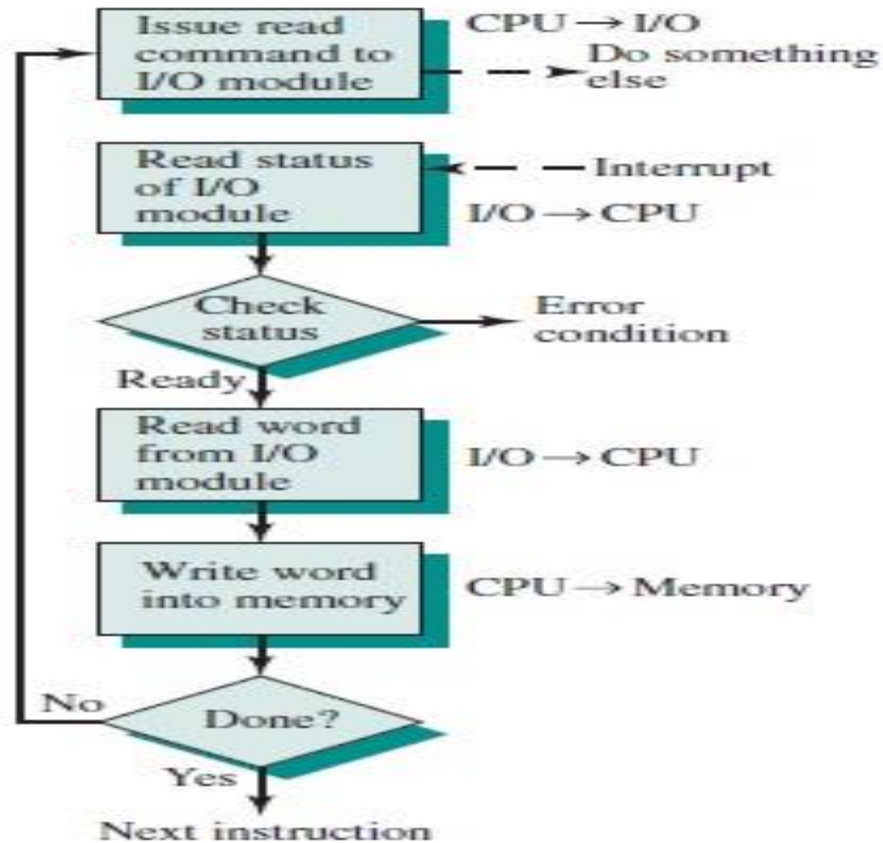 Issue read
command to
I/O module
CPU → I/O
Do something
else
Read status
of I/O
module
Interrupt
I/O → CPU
Check
status
Error
condition
Ready
Read word
from I/O
module
I/O → CPU
Write word
into memory
CPU → Memory
No
Done?
Yes
Next instruction